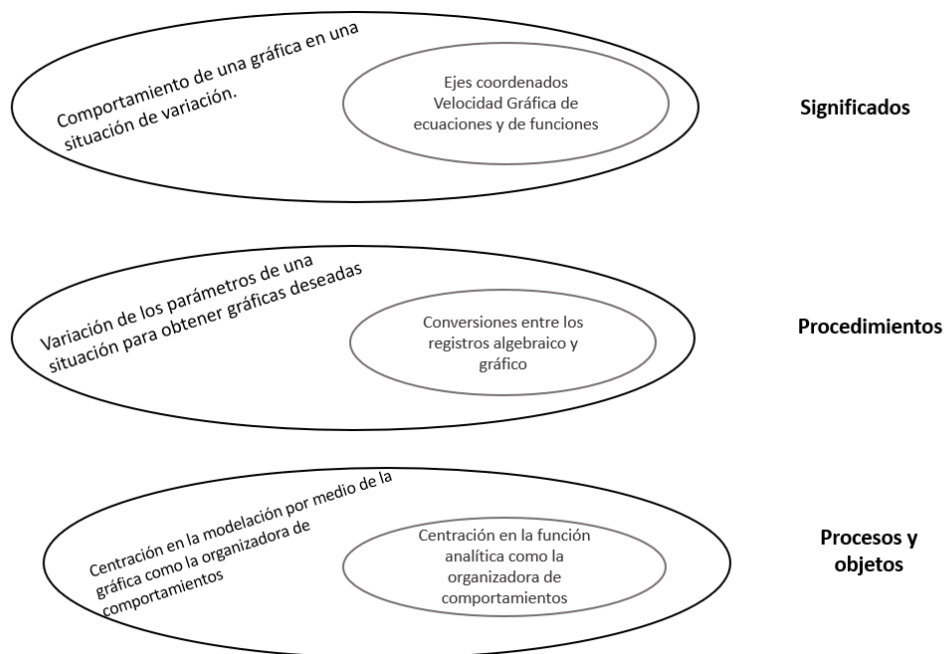 Comportamiento de una gráfica en una
situación de variación.
Ejes coordenados
Velocidad Gráfica de
ecuaciones y de funciones
Significados
Variación de los parámetros de una
situación para obtener gráficas deseadas
Conversiones entre los
registros algebraico y
gráfico
Procedimientos
Centración en la modelación por medio de la
gráfica como la organizadora de
comportamientos
Centración en la función
analítica como la
organizadora de
comportamientos
Procesos y
objetos